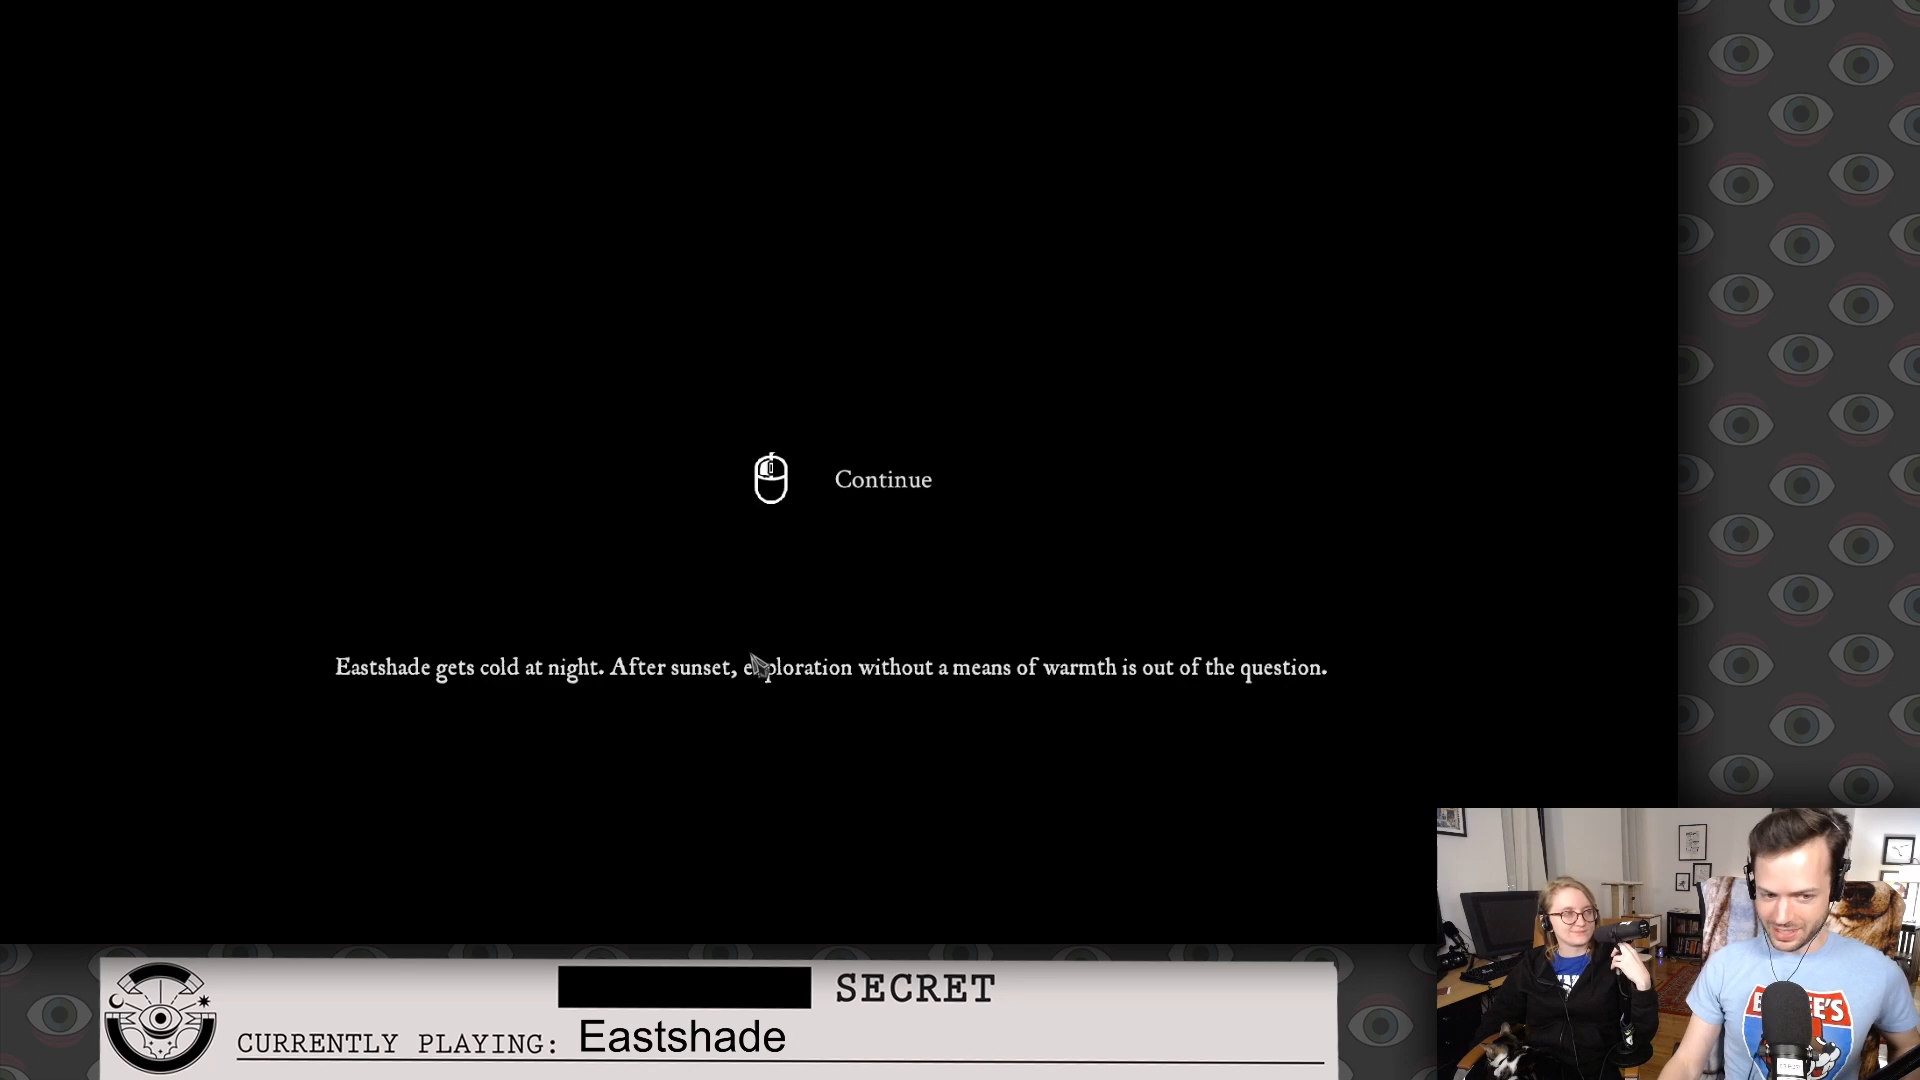 Continue
Eastshade gets cold at night. After sunset, exploration without a means of warmth is out of the question.
SECRET
CURRENTLY PLAYING: Eastshade